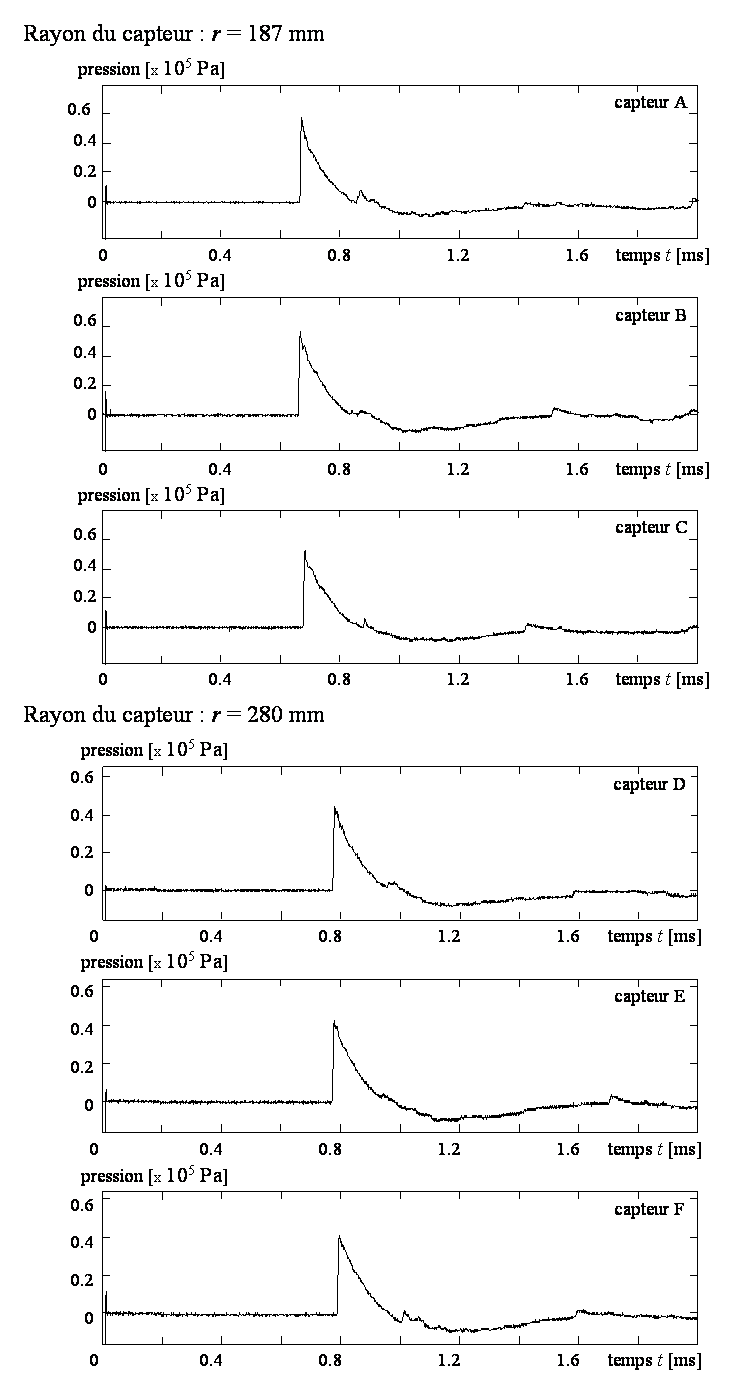 Rayon du capteur : r = 187 mm
pression [x 10⁵ Pa]
capteur A
0.6
0.4
0.2
0
0 0.4 0.8 1.2 1.6 temps t [ms]
pression [x 10⁵ Pa]
capteur B
0.6
0.4
0.2
0
0 0.4 0.8 1.2 1.6 temps t [ms]
pression [x 10⁵ Pa]
capteur C
0.6
0.4
0.2
0
0 0.4 0.8 1.2 1.6 temps t [ms]
Rayon du capteur : r = 280 mm
pression [x 10⁵ Pa]
capteur D
0.6
0.4
0.2
0
0 0.4 0.8 1.2 1.6 temps t [ms]
pression [x 10⁵ Pa]
capteur E
0.6
0.4
0.2
0
0 0.4 0.8 1.2 1.6 temps t [ms]
pression [x 10⁵ Pa]
capteur F
0.6
0.4
0.2
0
0 0.4 0.8 1.2 1.6 temps t [ms]